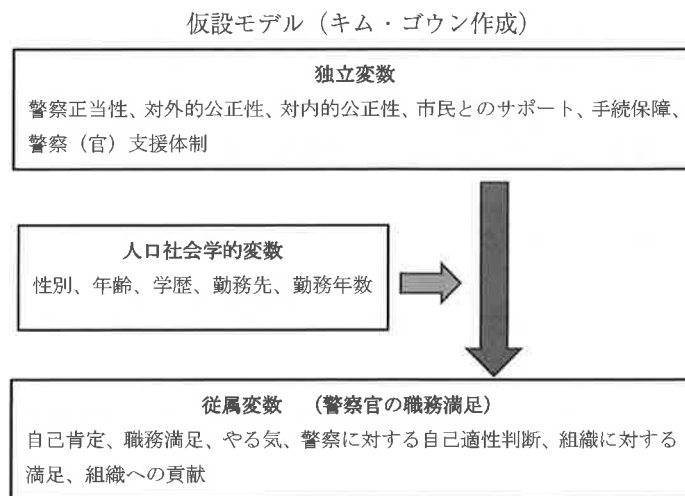 仮設モデル（キム・ゴウン作成）
独立変数
警察正当性、対外的公正性、対内的公正性、市民とのサポート、手続保障、
警察（官）支援体制
人口社会学的変数
性別、年齢、学歴、勤務先、勤務年数
従属変数　（警察官の職務満足）
自己肯定、職務満足、やる気、警察に対する自己適性判断、組織に対する
満足、組織への貢献